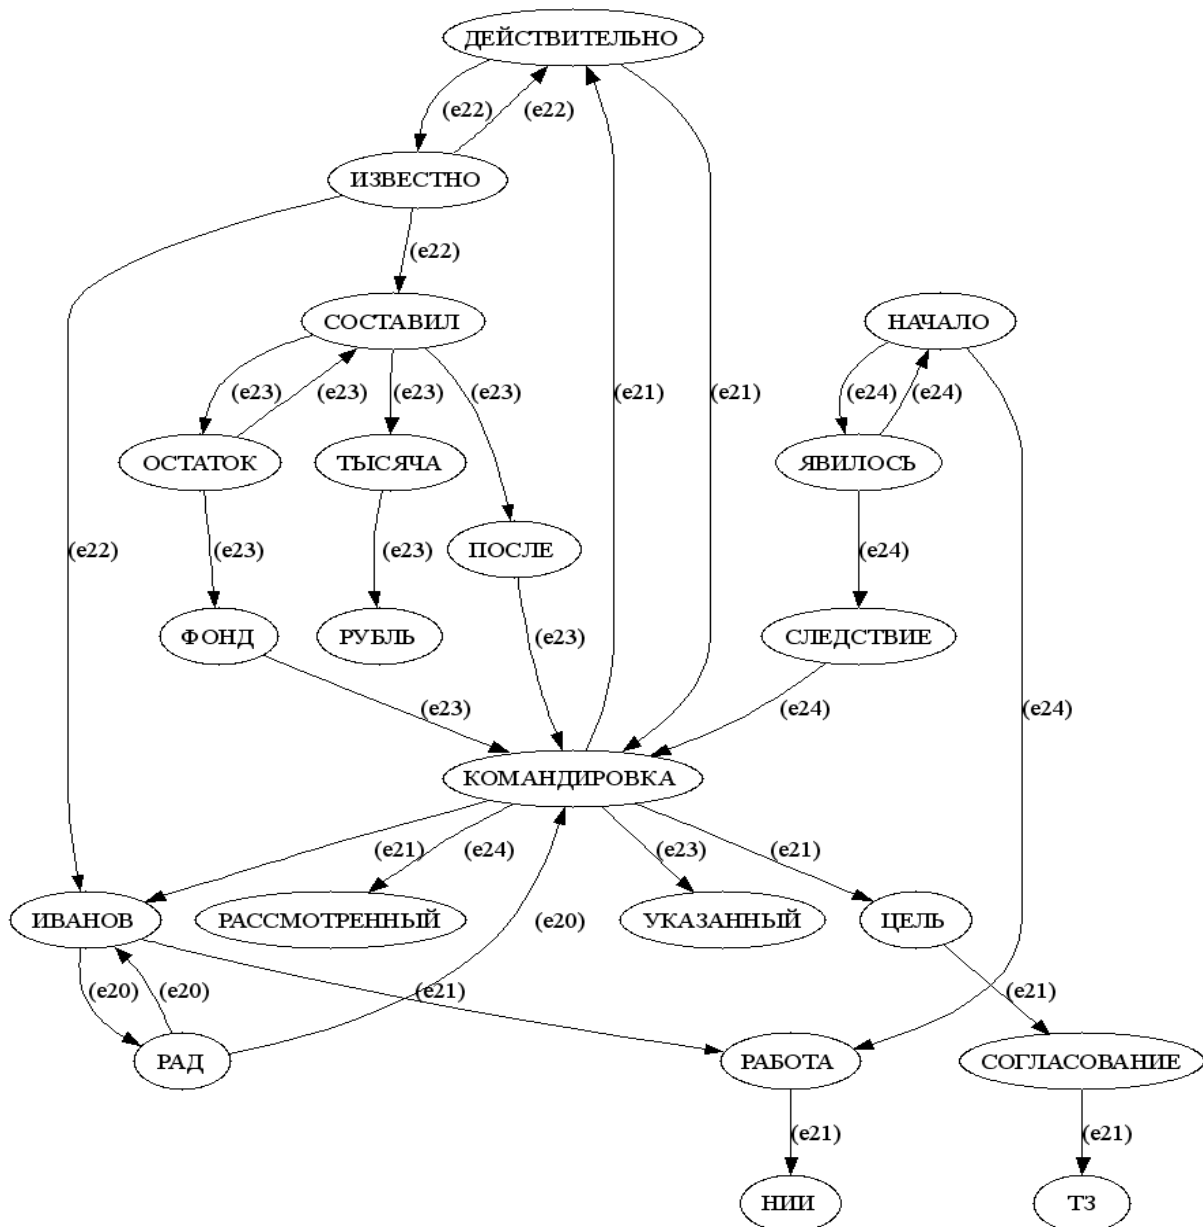 ДЕЙСТВИТЕЛЬНО
(e22)
(e22)
ИЗВЕСТНО
(e22)
СОСТАВИЛ
НАЧАЛО
(e23)
(e23)
(e23)
(e23)
(e21)
(e21)
(e24)
(e24)
ОСТАТОК
ТЫСЯЧА
ЯВИЛОСЬ
(e22)
(e23)
(e23)
ПОСЛЕ
(e24)
ФОНД
РУБЛЬ
(e23)
СЛЕДСТВИЕ
(e23)
(e24)
(e24)
КОМАНДИРОВКА
(e21)
(e24)
(e23)
(e21)
ИВАНОВ
РАССМОТРЕННЫЙ
(e20)
УКАЗАННЫЙ
ЦЕЛЬ
(e20)
(e20)
(e21)
(e21)
РАД
РАБОТА
СОГЛАСОВАНИЕ
(e21)
(e21)
НИИ
ТЗ